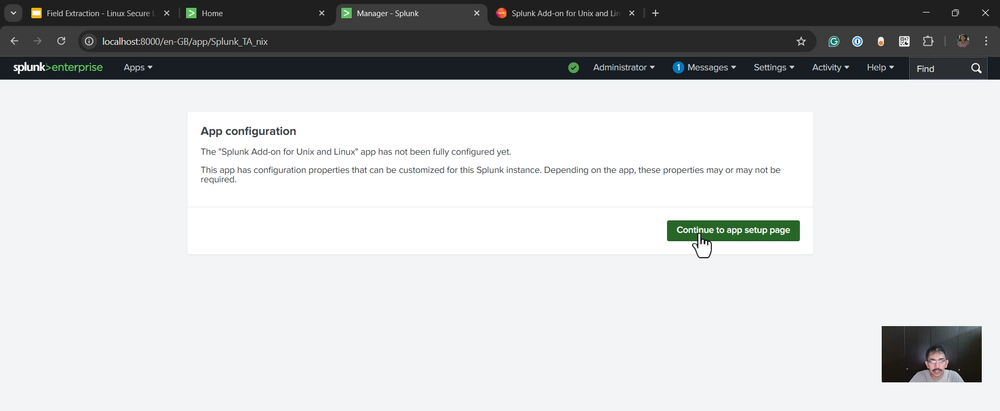 Field Extraction - Linux Secure L
Home
Manager - Splunk
Splunk Add-on for Unix and Lin
localhost:8000/en-GB/app/Splunk_TA_nix
splunk>enterprise
Apps
Administrator
1 Messages
Settings
Activity
Help
Find
App configuration
The "Splunk Add-on for Unix and Linux" app has not been fully configured yet.
This app has configuration properties that can be customized for this Splunk instance. Depending on the app, these properties may or may not be
required.
Continue to app setup page